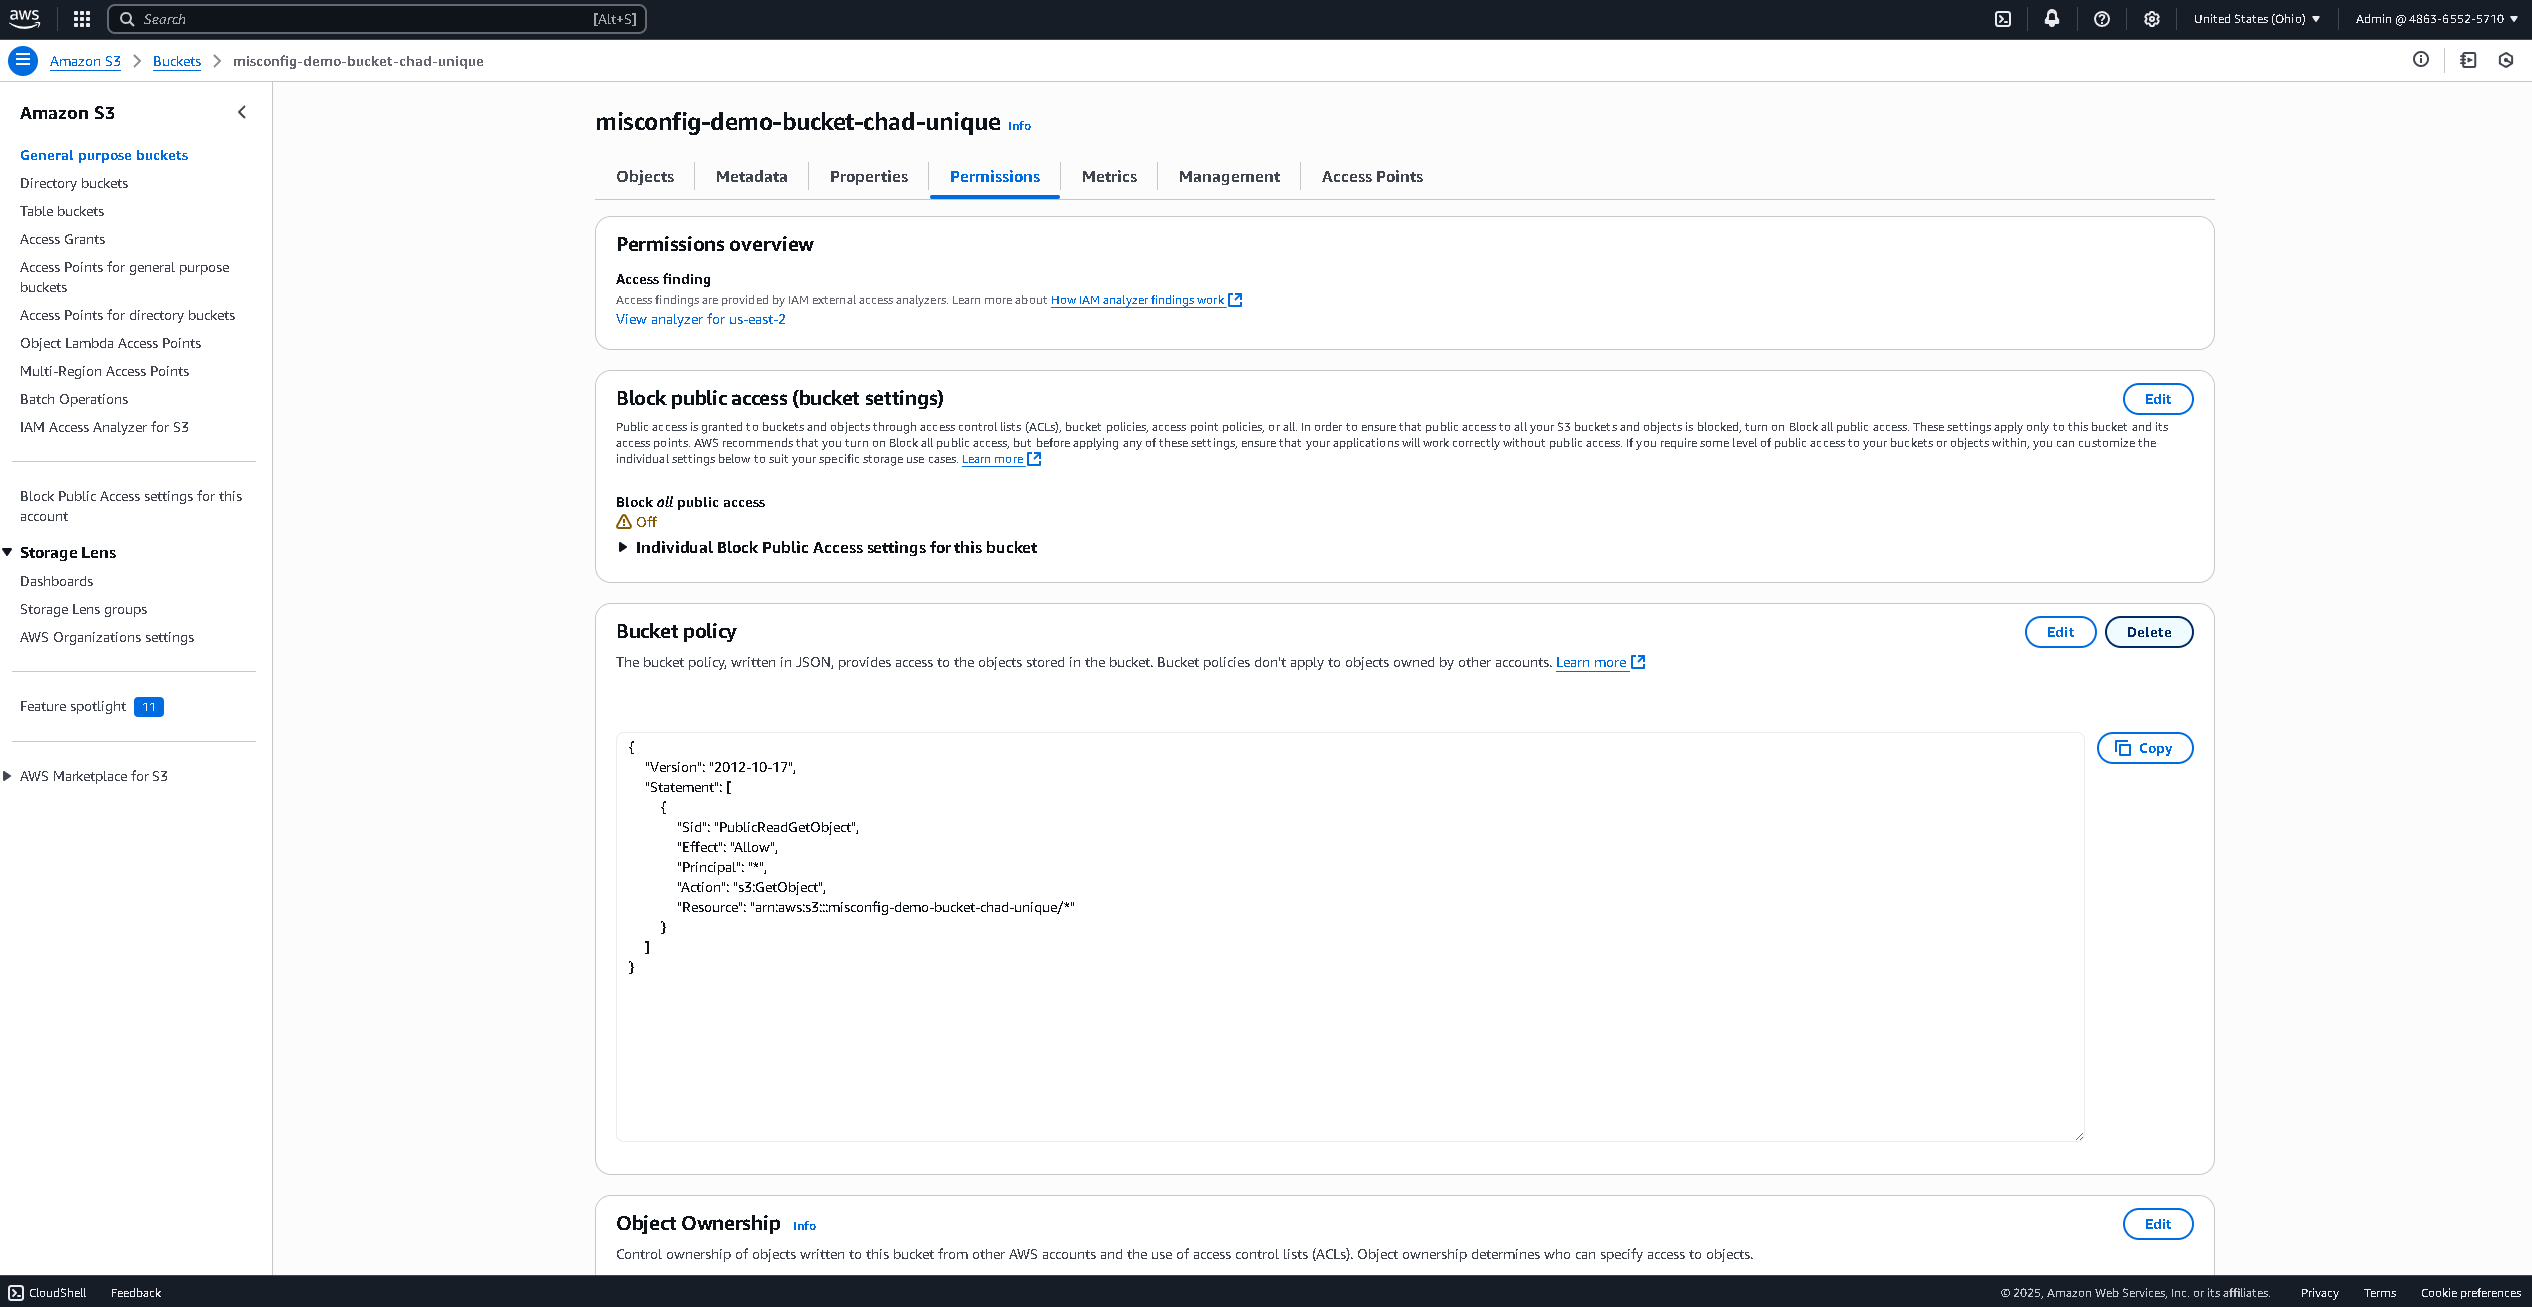 aws
Search
[Alt+S]
United States (Ohio)
Admin @ 4863-6552-5710
Amazon S3
Buckets
misconfig-demo-bucket-chad-unique
Amazon S3
General purpose buckets
Directory buckets
Table buckets
Access Grants
Access Points for general purpose
buckets
Access Points for directory buckets
Object Lambda Access Points
Multi-Region Access Points
Batch Operations
IAM Access Analyzer for S3
Block Public Access settings for this
account
Storage Lens
Dashboards
Storage Lens groups
AWS Organizations settings
Feature spotlight 11
AWS Marketplace for S3
misconfig-demo-bucket-chad-unique Info
Objects
Metadata
Properties
Permissions
Metrics
Management
Access Points
Permissions overview
Access finding
Access findings are provided by IAM external access analyzers. Learn more about How IAM analyzer findings work
View analyzer for us-east-2
Block public access (bucket settings)
Edit
Public access is granted to buckets and objects through access control lists (ACLs), bucket policies, access point policies, or all. In order to ensure that public access to all your S3 buckets and objects is blocked, turn on Block all public access. These settings apply only to this bucket and its
access points. AWS recommends that you turn on Block all public access, but before applying any of these settings, ensure that your applications will work correctly without public access. If you require some level of public access to your buckets or objects within, you can customize the
individual settings below to suit your specific storage use cases. Learn more
Block all public access
Off
Individual Block Public Access settings for this bucket
Bucket policy
Edit
Delete
The bucket policy, written in JSON, provides access to the objects stored in the bucket. Bucket policies don't apply to objects owned by other accounts. Learn more
Copy
{
"Version": "2012-10-17",
"Statement": [
{
"Sid": "PublicReadGetObject",
"Effect": "Allow",
"Principal": "*",
"Action": "s3:GetObject",
"Resource": "arn:aws:s3:::misconfig-demo-bucket-chad-unique/*"
}
]
}
Object Ownership Info
Edit
Control ownership of objects written to this bucket from other AWS accounts and the use of access control lists (ACLs). Object ownership determines who can specify access to objects.
CloudShell
Feedback
© 2025, Amazon Web Services, Inc. or its affiliates.
Privacy
Terms
Cookie preferences